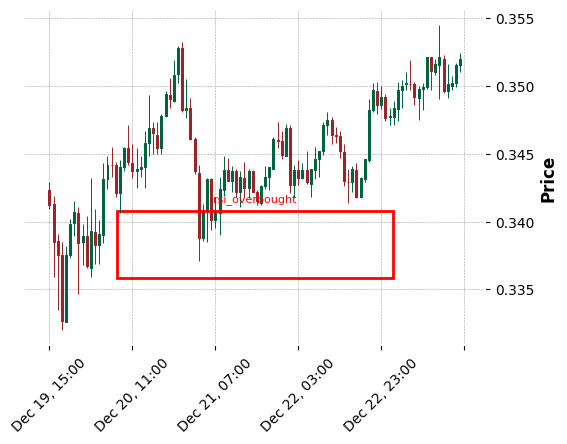 0.355
0.350
0.345
0.340
0.335
Price
rsi_overbought
Dec 19, 15:00
Dec 20, 11:00
Dec 21, 07:00
Dec 22, 03:00
Dec 22, 23:00